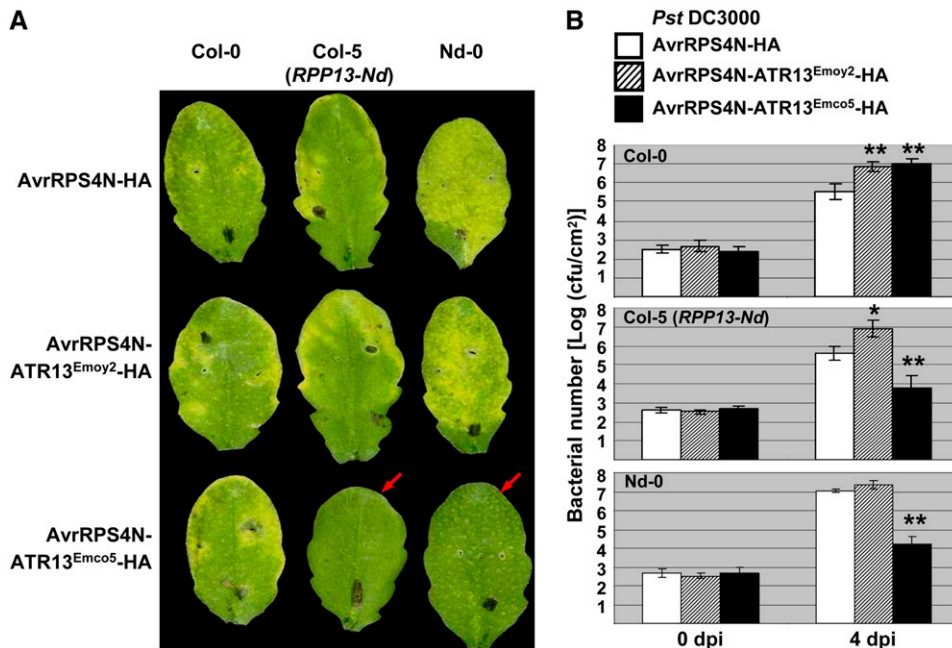 A
Col-0
Col-5
(RPP13-Nd)
Nd-0
AvrRPS4N-HA
AvrRPS4N-
ATR13Emoy2-HA
AvrRPS4N-
ATR13Emco5-HA
B
Pst DC3000
AvrRPS4N-HA
AvrRPS4N-ATR13Emoy2-HA
AvrRPS4N-ATR13Emco5-HA
Bacterial number [Log (cfu/cm²)]
Col-0
8
7
6
5
4
3
2
1
** **
Col-5 (RPP13-Nd)
8
7
6
5
4
3
2
1
* **
Nd-0
8
7
6
5
4
3
2
1
**
0 dpi 4 dpi